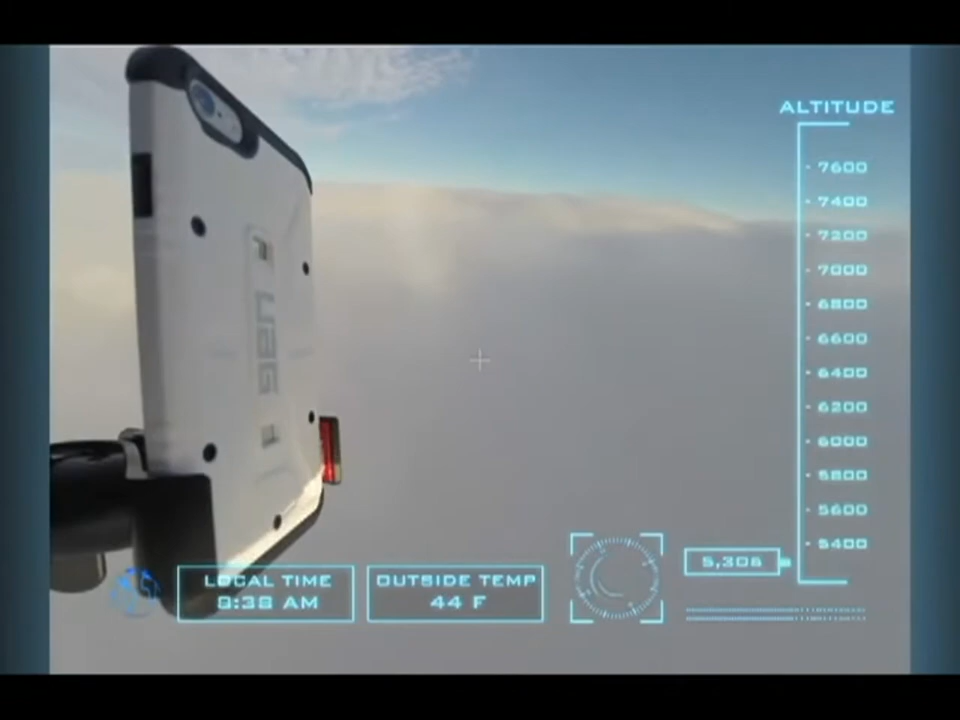 ALTITUDE
7600
7400
7200
7000
6800
6600
6400
6200
6000
5800
5600
5400
5,306
LOCAL TIME
8:38 AM
OUTSIDE TEMP
44 F